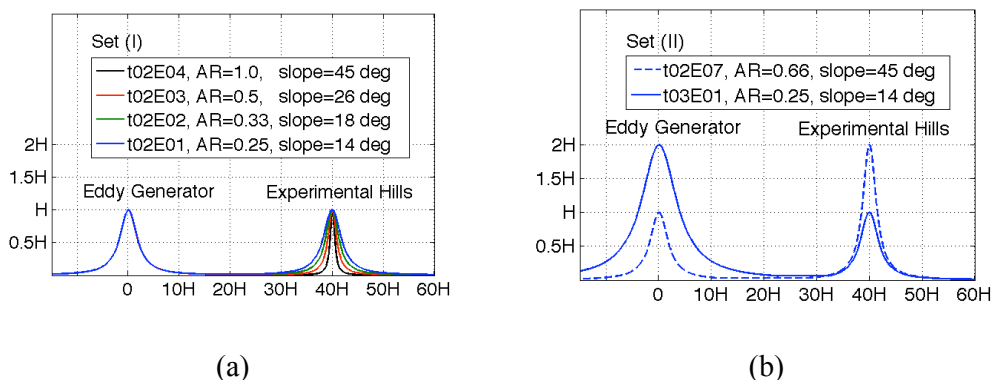 Set (I)
t02E04, AR=1.0, slope=45 deg
t02E03, AR=0.5, slope=26 deg
t02E02, AR=0.33, slope=18 deg
t02E01, AR=0.25, slope=14 deg
2H
1.5H
H
0.5H
Eddy Generator
Experimental Hills
0
10H
20H
30H
40H
50H
60H
(a)
Set (II)
t02E07, AR=0.66, slope=45 deg
t03E01, AR=0.25, slope=14 deg
Eddy Generator
Experimental Hills
2H
1.5H
H
0.5H
0
10H
20H
30H
40H
50H
60H
(b)